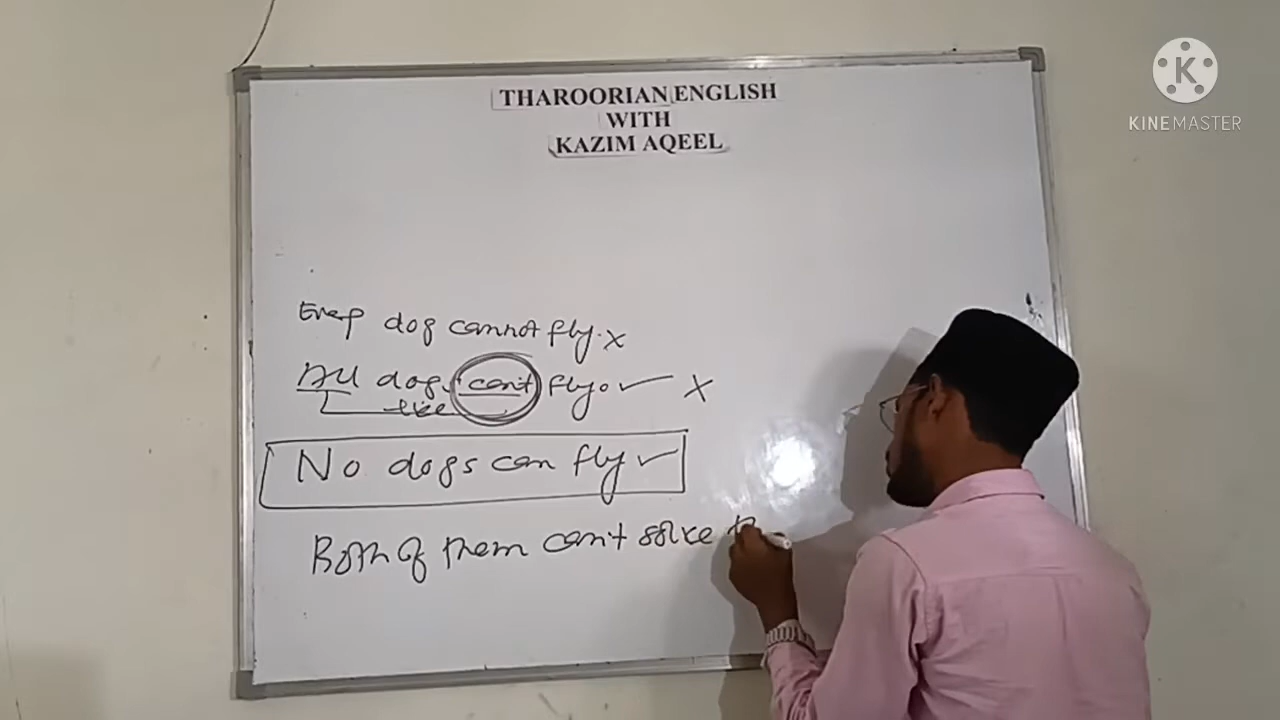 THAROORIAN ENGLISH
WITH
KAZIM AQEEL
KINEMASTER
Every dog cannot fly. X
All dogs can't fly ✓ X
No dogs can fly ✓
Both of them can't solve